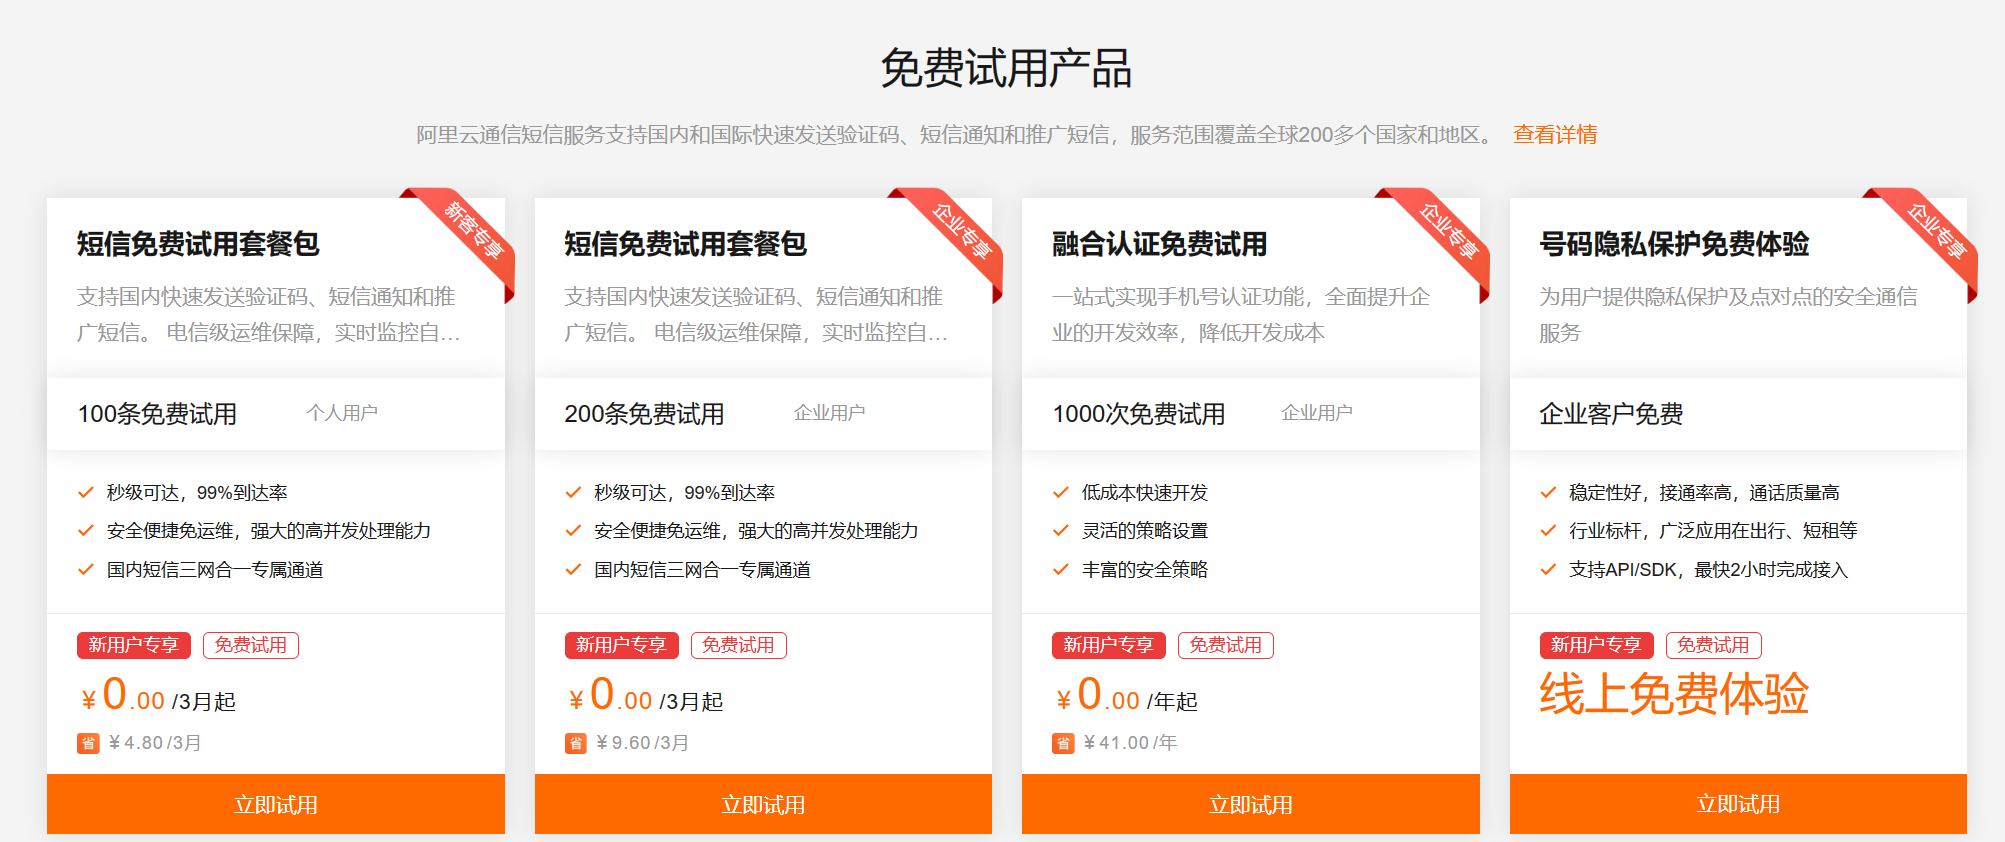 免费试用产品
阿里云通信短信服务支持国内和国际快速发送验证码、短信通知和推广短信，服务范围覆盖全球200多个国家和地区。 查看详情
新客专享
短信免费试用套餐包
支持国内快速发送验证码、短信通知和推
广短信。 电信级运维保障，实时监控自...
100条免费试用 个人用户
秒级可达，99%到达率
安全便捷免运维，强大的高并发处理能力
国内短信三网合一专属通道
新用户专享 免费试用
¥0.00 /3月起
省 ¥4.80/3月
立即试用
企业专享
短信免费试用套餐包
支持国内快速发送验证码、短信通知和推
广短信。 电信级运维保障，实时监控自...
200条免费试用 企业用户
秒级可达，99%到达率
安全便捷免运维，强大的高并发处理能力
国内短信三网合一专属通道
新用户专享 免费试用
¥0.00 /3月起
省 ¥9.60/3月
立即试用
企业专享
融合认证免费试用
一站式实现手机号认证功能，全面提升企
业的开发效率，降低开发成本
1000次免费试用 企业用户
低成本快速开发
灵活的策略设置
丰富的安全策略
新用户专享 免费试用
¥0.00 /年起
省 ¥41.00/年
立即试用
企业专享
号码隐私保护免费体验
为用户提供隐私保护及点对点的安全通信
服务
企业客户免费
稳定性好，接通率高，通话质量高
行业标杆，广泛应用在出行、短租等
支持API/SDK，最快2小时完成接入
新用户专享 免费试用
线上免费体验
立即试用